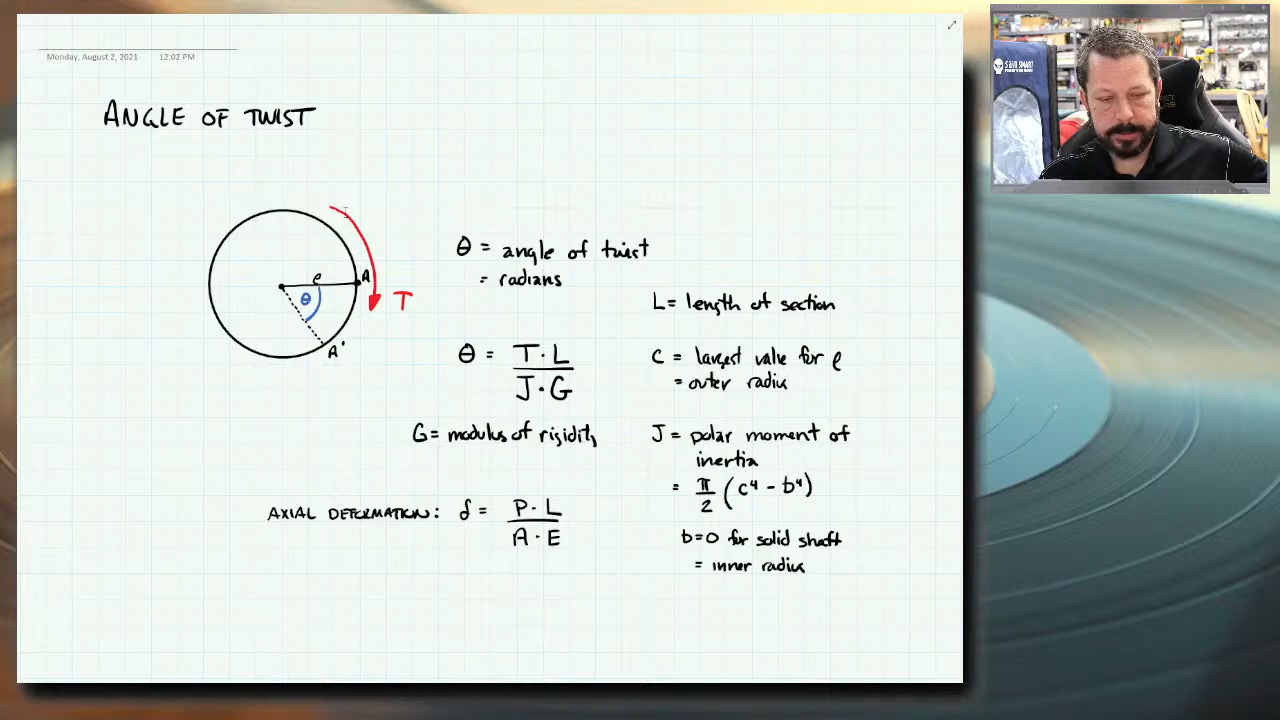 Monday, August 2, 2021 12:02 PM
ANGLE OF TWIST
A
ρ
θ
T
A'
θ = angle of twist
= radians
θ = T·L
J·G
G = modulus of rigidity
AXIAL DEFORMATION: δ = P·L
A·E
L = length of section
C = largest value for ρ
= outer radius
J = polar moment of
inertia
= π/2 (c⁴ - b⁴)
b=0 for solid shaft
= inner radius
SAIN SMART